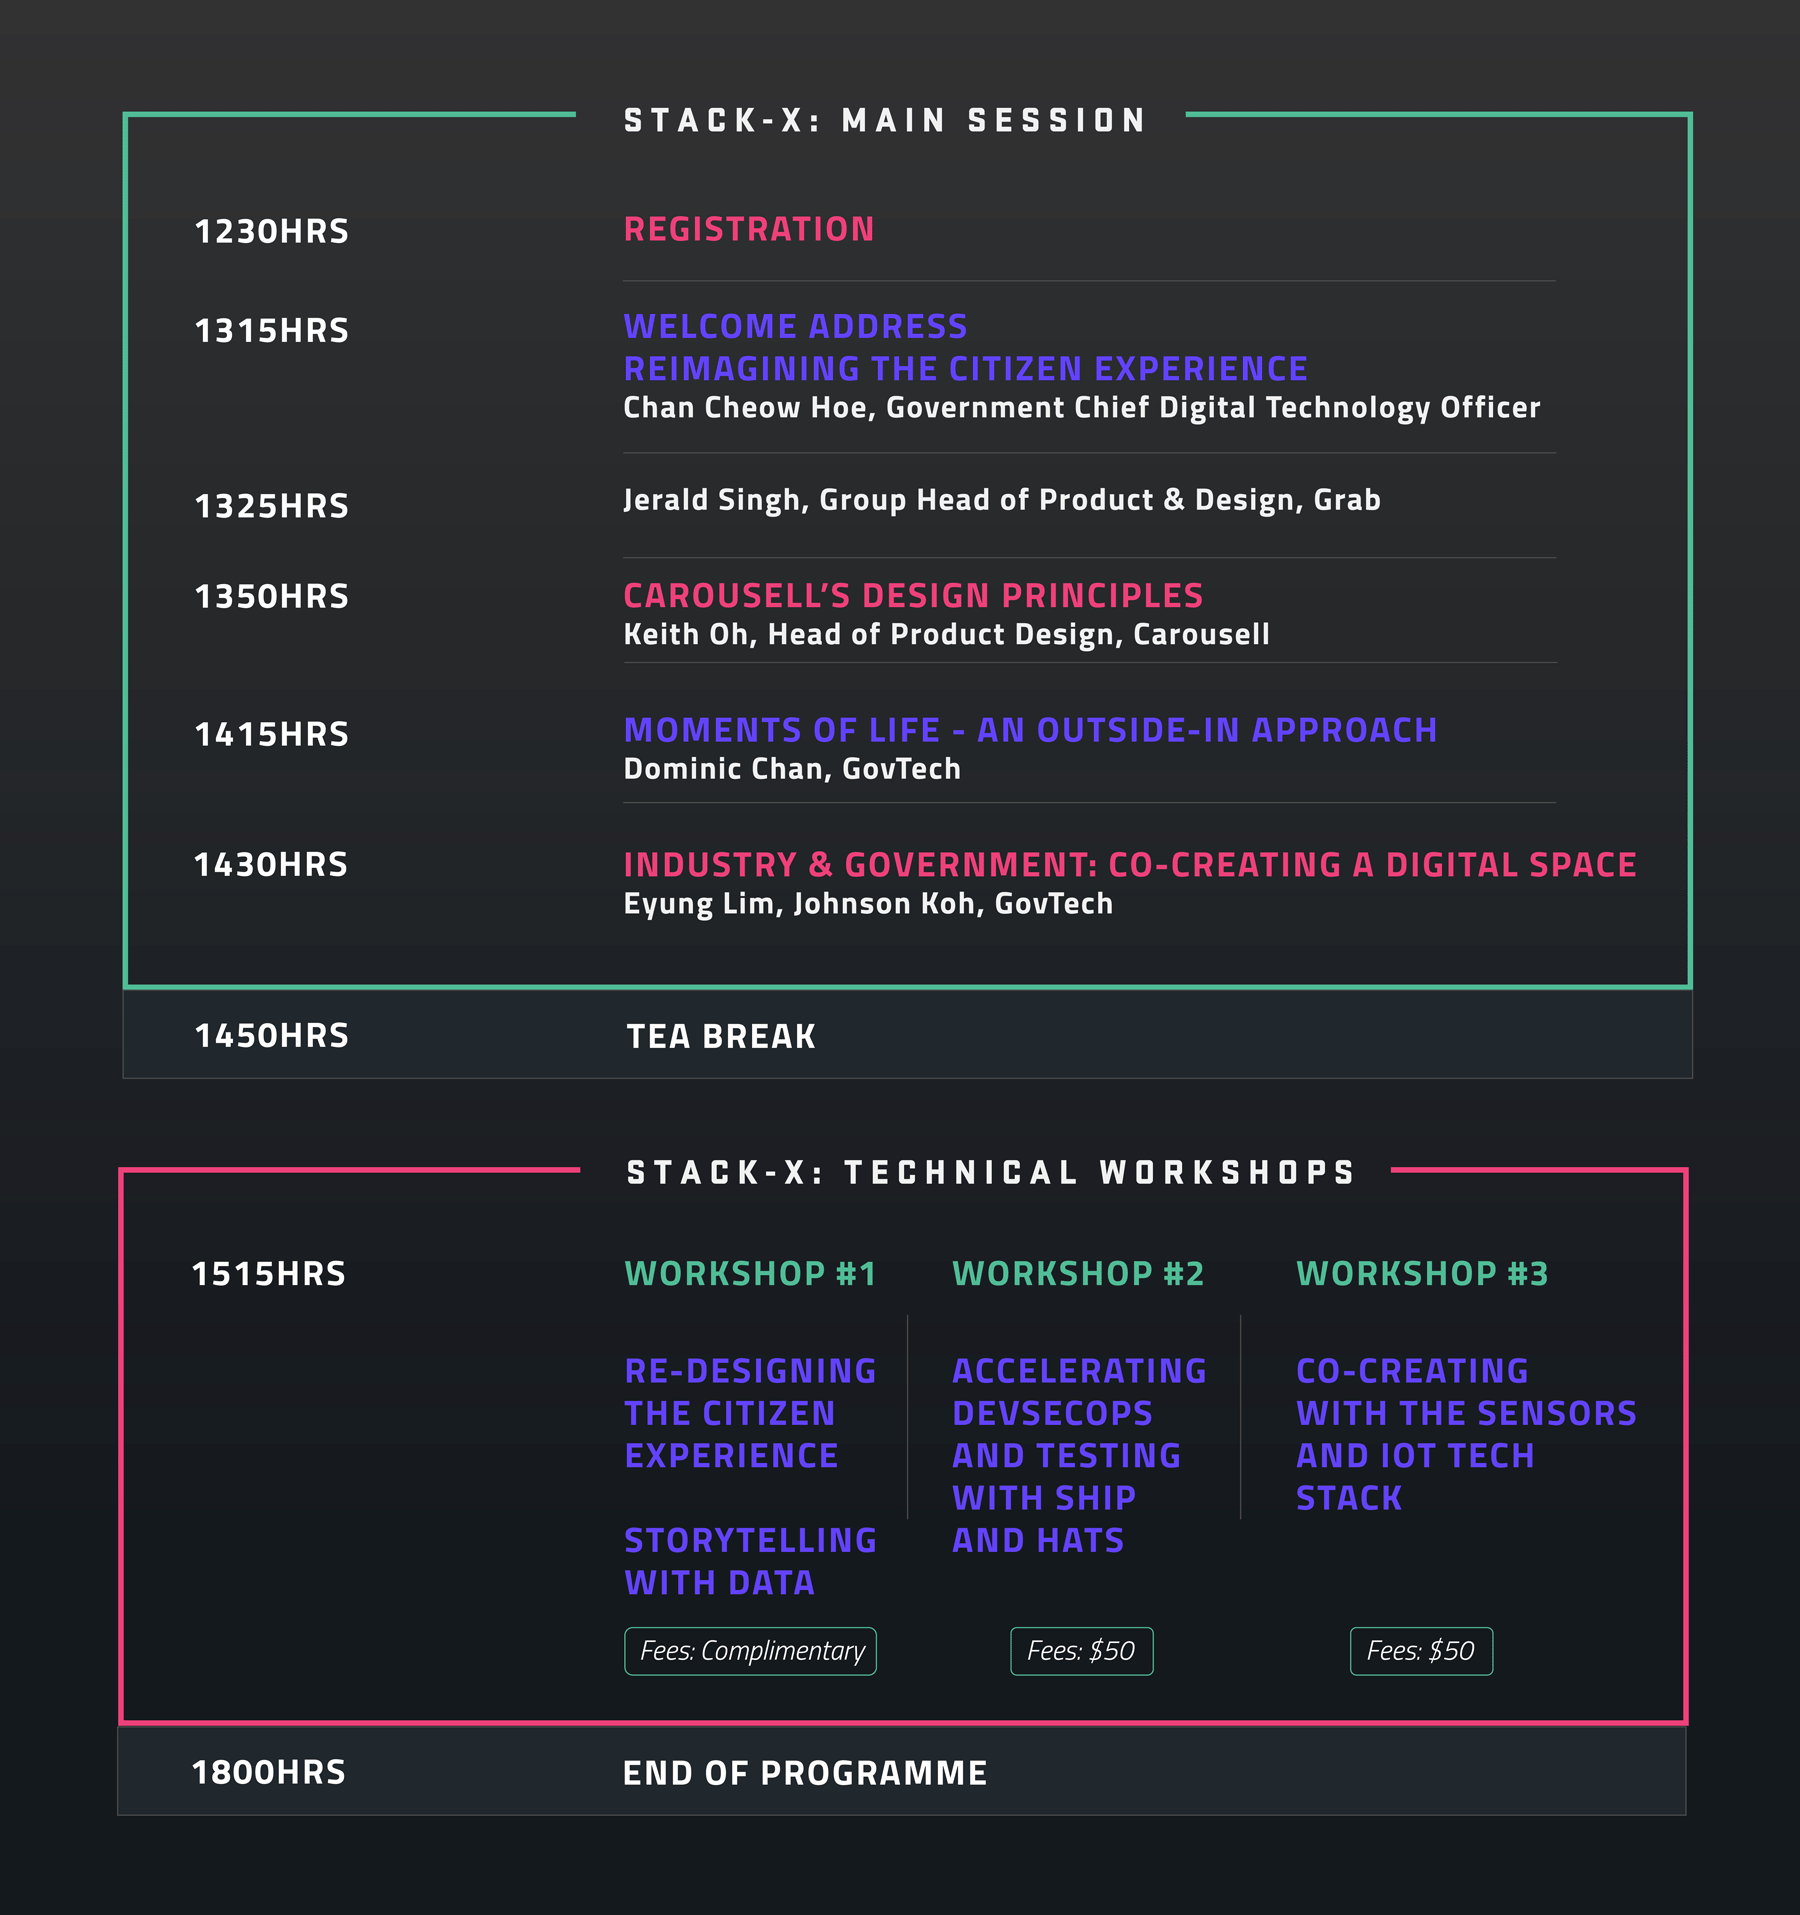 STACK-X: MAIN SESSION
1230HRS
REGISTRATION
1315HRS
WELCOME ADDRESS
REIMAGINING THE CITIZEN EXPERIENCE
Chan Cheow Hoe, Government Chief Digital Technology Officer
1325HRS
Jerald Singh, Group Head of Product & Design, Grab
1350HRS
CAROUSELL’S DESIGN PRINCIPLES
Keith Oh, Head of Product Design, Carousell
1415HRS
MOMENTS OF LIFE - AN OUTSIDE-IN APPROACH
Dominic Chan, GovTech
1430HRS
INDUSTRY & GOVERNMENT: CO-CREATING A DIGITAL SPACE
Eyung Lim, Johnson Koh, GovTech
1450HRS
TEA BREAK
STACK-X: TECHNICAL WORKSHOPS
1515HRS
WORKSHOP #1
RE-DESIGNING
THE CITIZEN
EXPERIENCE
STORYTELLING
WITH DATA
Fees: Complimentary
WORKSHOP #2
ACCELERATING
DEVSECOPS
AND TESTING
WITH SHIP
AND HATS
Fees: $50
WORKSHOP #3
CO-CREATING
WITH THE SENSORS
AND IOT TECH
STACK
Fees: $50
1800HRS
END OF PROGRAMME